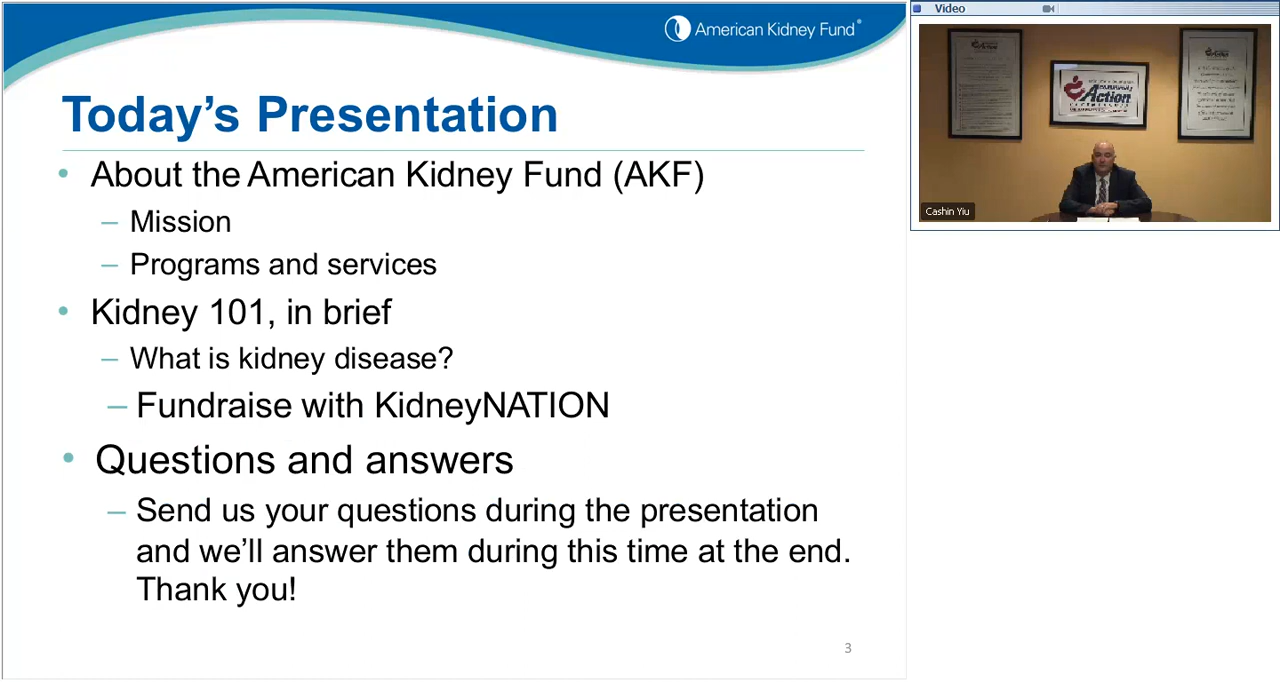 American Kidney Fund®
Today's Presentation
• About the American Kidney Fund (AKF)
– Mission
– Programs and services
• Kidney 101, in brief
– What is kidney disease?
– Fundraise with KidneyNATION
• Questions and answers
– Send us your questions during the presentation
and we'll answer them during this time at the end.
Thank you!
3
Video
Action
Cashin Yiu